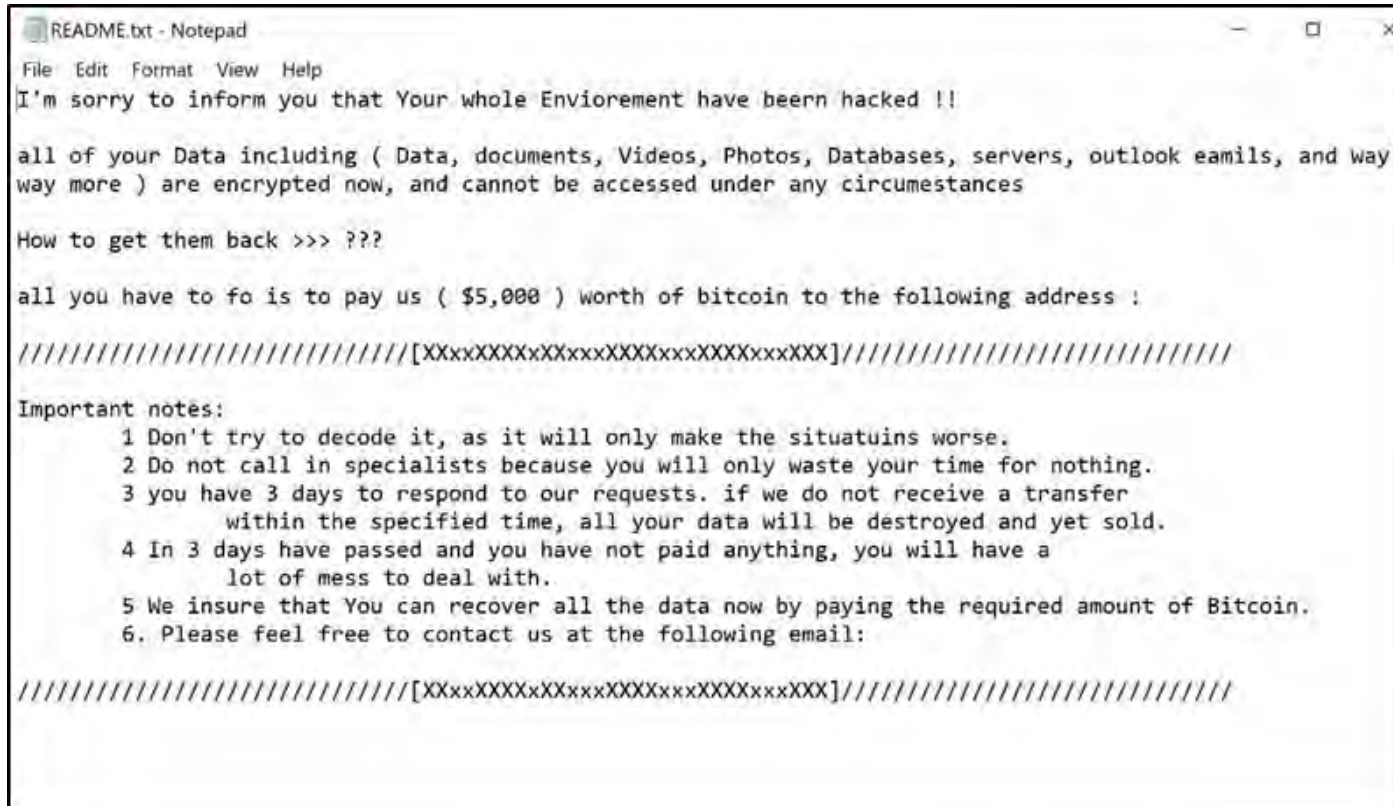 README.txt - Notepad
File Edit Format View Help
I'm sorry to inform you that Your whole Enviorement have beern hacked !!
all of your Data including ( Data, documents, Videos, Photos, Databases, servers, outlook eamils, and way
way more ) are encrypted now, and cannot be accessed under any circumestances
How to get them back >>> ???
all you have to fo is to pay us ( $5,000 ) worth of bitcoin to the following address :
//////////////////////////////[XXxxXXXXxXXxxxXXXXxxxXXXXxxxXXX]//////////////////////////////
Important notes:
1 Don't try to decode it, as it will only make the situatuins worse.
2 Do not call in specialists because you will only waste your time for nothing.
3 you have 3 days to respond to our requests. if we do not receive a transfer
within the specified time, all your data will be destroyed and yet sold.
4 In 3 days have passed and you have not paid anything, you will have a
lot of mess to deal with.
5 We insure that You can recover all the data now by paying the required amount of Bitcoin.
6. Please feel free to contact us at the following email:
//////////////////////////////[XXxxXXXXxXXxxxXXXXxxxXXXXxxxXXX]//////////////////////////////